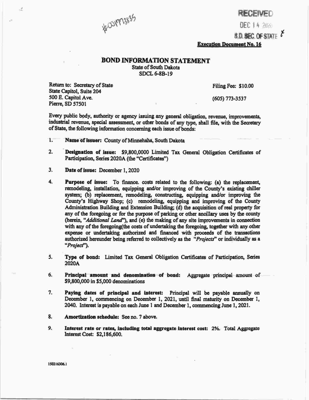 RECEIVED
DEC 14
S.D. SEC. OF STATE
Execution Document No. 16
BOND INFORMATION STATEMENT
State of South Dakota
SDCL 6-8B-19
Return to: Secretary of State
Filing Fee: $10.00
State Capitol, Suite 204
500 E. Capitol Ave.
(605) 773-3537
Pierre, SD 57501
Every public body, authority or agency issuing any general obligation, revenue, improvements,
industrial revenue, special assessment, or other bonds of any type, shall file, with the Secretary
of State, the following information concerning each issue of bonds:
1. Name of issuer: County of Minnehaha, South Dakota
2. Designation of issue: $9,800,0000 Limited Tax General Obligation Certificates of
Participation, Series 2020A (the "Certificates")
3. Date of issue: December 1, 2020
4. Purpose of issue: To finance. costs related to the following: (a) the replacement,
remodeling, installation, equipping and/or improving of the County's existing chiller
system; (b) replacement, remodeling, constructing, equipping and/or improving the
County's Highway Shop; (c) remodeling, equipping and improving of the County
Administration Building and Extension Building; (d) the acquisition of real property for
any of the foregoing or for the purpose of parking or other ancillary uses by the county
(herein, "Additional Land"), and (e) the making of any site improvements in connection
with any of the foregoing(the costs of undertaking the foregoing, together with any other
expense or undertaking authorized and financed with proceeds of the transactions
authorized hereunder being referred to collectively as the "Projects" or individually as a
"Project").
5. Type of bond: Limited Tax General Obligation Certificates of Participation, Series
2020A
6. Principal amount and denomination of bond: Aggregate principal amount of
$9,800,000 in $5,000 denominations
7. Paying dates of principal and interest: Principal will be payable annually on
December 1, commencing on December 1, 2021, until final maturity on December 1,
2040. Interest is payable on each June 1 and December 1, commencing June 1, 2021.
8. Amortization schedule: See no. 7 above.
9. Interest rate or rates, including total aggregate interest cost: 2%. Total Aggregate
Interest Cost: $2,186,600.